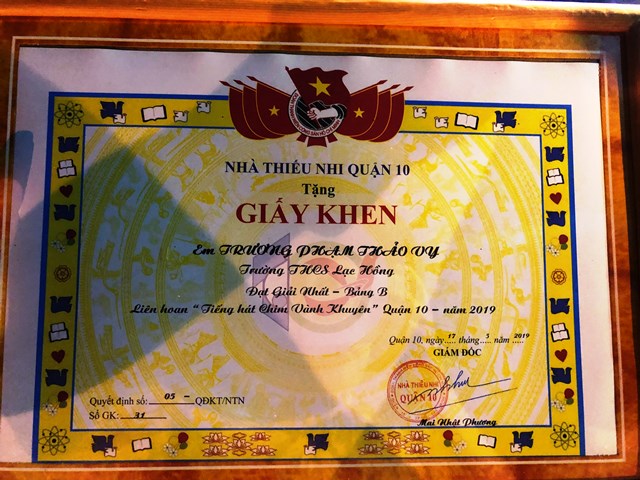 NHÀ THIẾU NHI QUẬN 10
Tặng
GIẤY KHEN
Em TRƯƠNG PHẠM THẢO VY
Trường THCS Lạc Hồng
Đạt Giải Nhất – Bảng B
Liên hoan “Tiếng hát Chim Vành Khuyên” Quận 10 – năm 2019
Quận 10, ngày 17 tháng 5 năm 2019
GIÁM ĐỐC
NHÀ THIẾU NHI
QUẬN 10
Mai Nhật Phương
Quyết định số: 05 - QĐKT/NTN
Số GK: 31